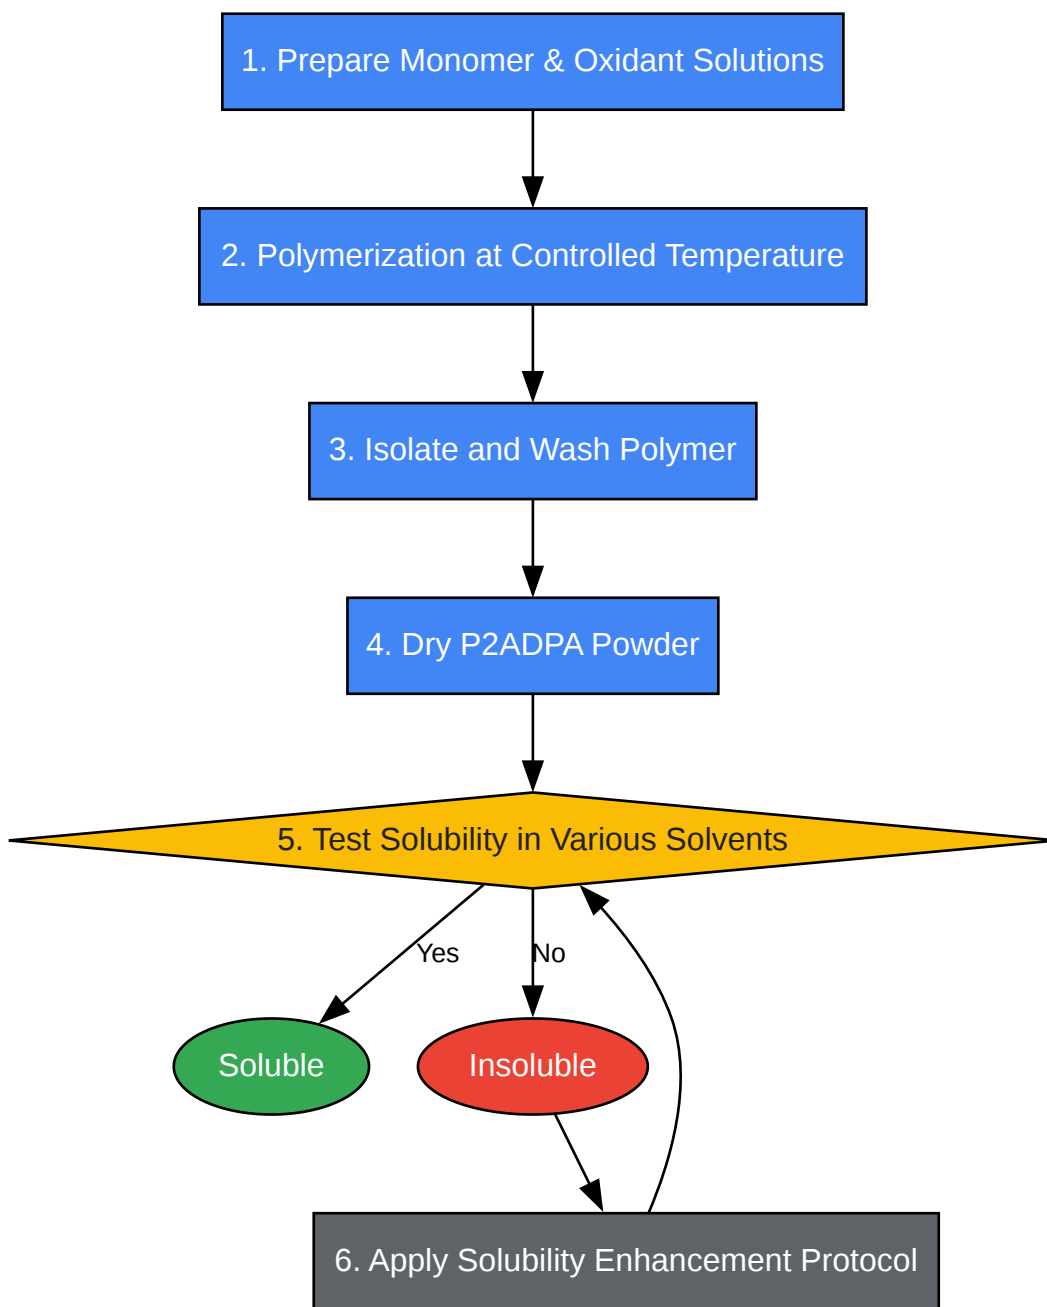 1. Prepare Monomer & Oxidant Solutions
2. Polymerization at Controlled Temperature
3. Isolate and Wash Polymer
4. Dry P2ADPA Powder
5. Test Solubility in Various Solvents
Yes
No
Soluble
Insoluble
6. Apply Solubility Enhancement Protocol